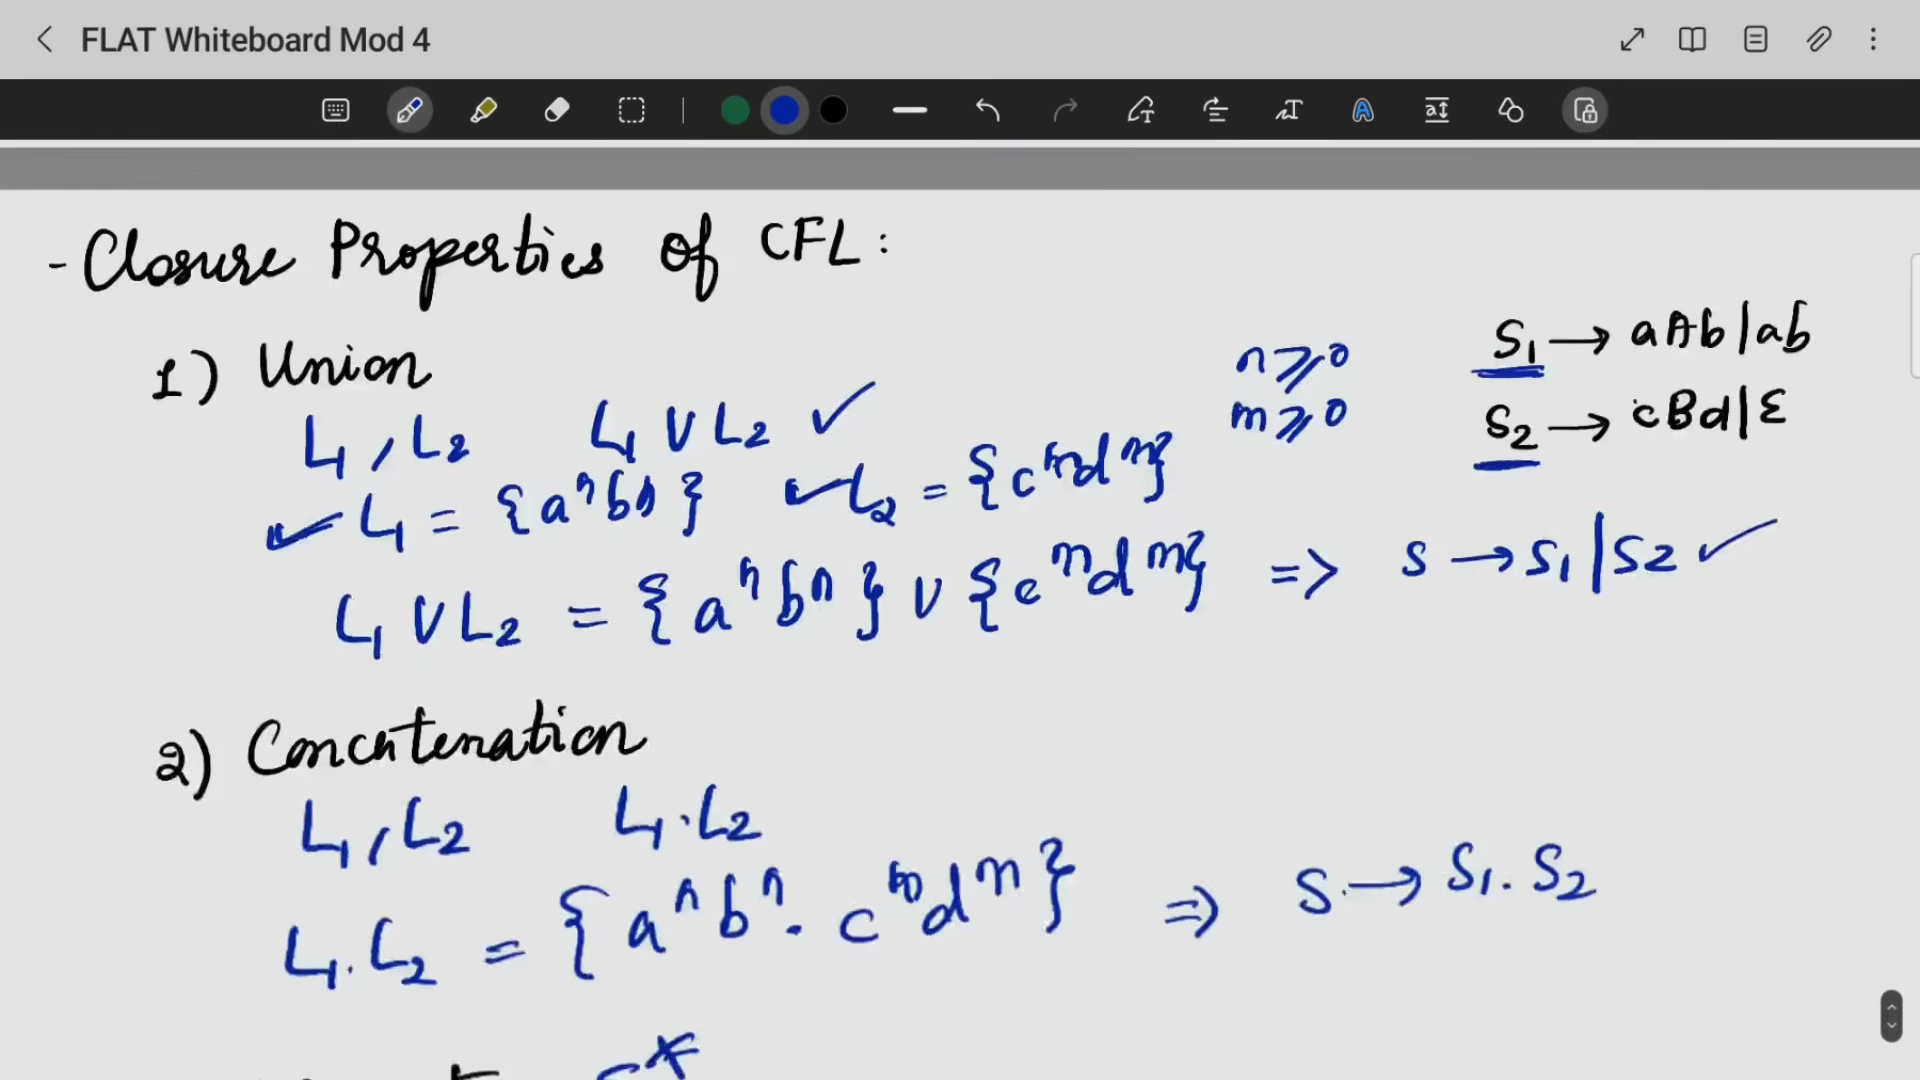 FLAT Whiteboard Mod 4
- Closure Properties of CFL:
1) Union
L₁, L₂ L₁ ∪ L₂ ✓
n ≥ 0
m ≥ 0
S₁ → aAb | ab
S₂ → cBd | ε
✓ L₁ = {aⁿbⁿ} ✓ L₂ = {cᵐdᵐ}
L₁ ∪ L₂ = {aⁿbⁿ} ∪ {cᵐdᵐ} => S → S₁ | S₂ ✓
2) Concatenation
L₁, L₂ L₁.L₂
L₁.L₂ = {aⁿbⁿ . cᵐdᵐ} => S → S₁.S₂